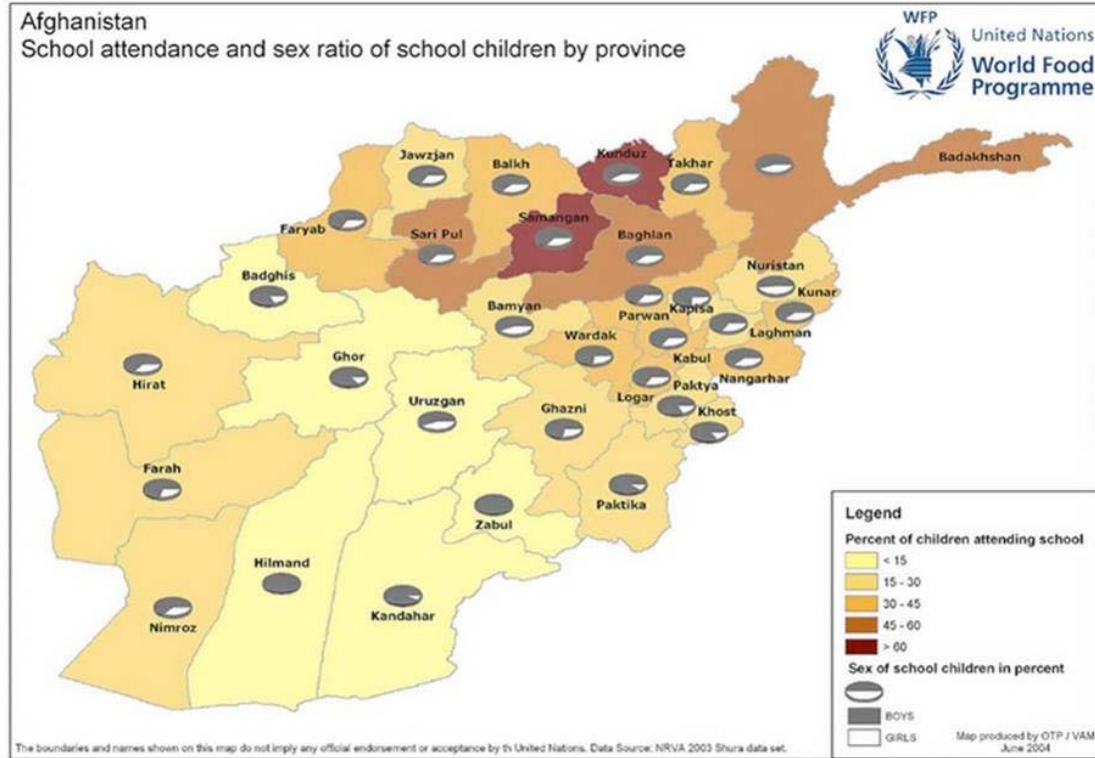 Afghanistan
School attendance and sex ratio of school children by province
WFP
United Nations
World Food
Programme
Jawzjan
Balkh
Kunduz
Takhar
Badakhshan
Faryab
Sari Pul
Samangan
Baghlan
Badghis
Nuristan
Kunar
Bamyan
Parwan
Kapisa
Laghman
Wardak
Kabul
Hirat
Ghor
Nangarhar
Uruzgan
Ghazni
Logar
Paktya
Khost
Farah
Paktika
Zabul
Hilmand
Kandahar
Nimroz
Legend
Percent of children attending school
< 15
15 - 30
30 - 45
45 - 60
> 60
Sex of school children in percent
BOYS
GIRLS
Map produced by OTP / VAM
June 2004
The boundaries and names shown on this map do not imply any official endorsement or acceptance by th United Nations. Data Source: NRVA 2003 Shura data set.